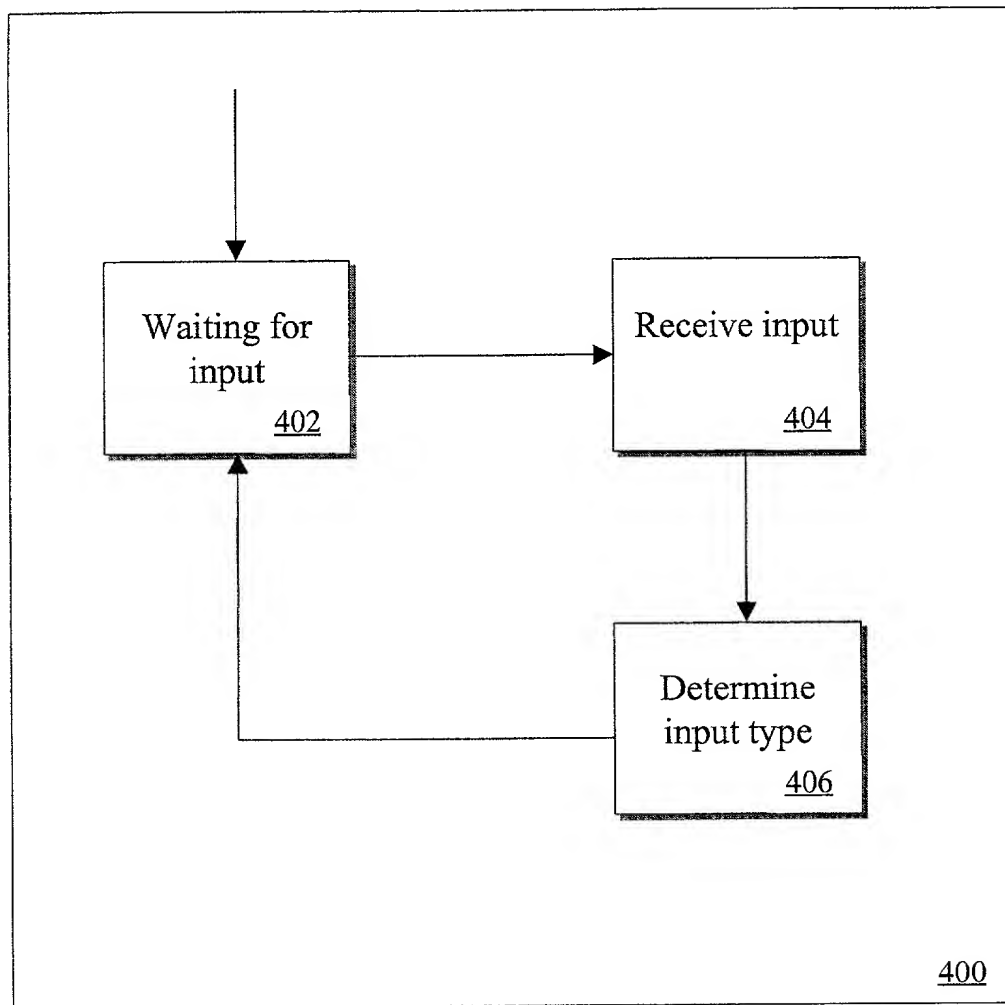 Waiting for
input
402
Receive input
404
Determine
input type
406
400